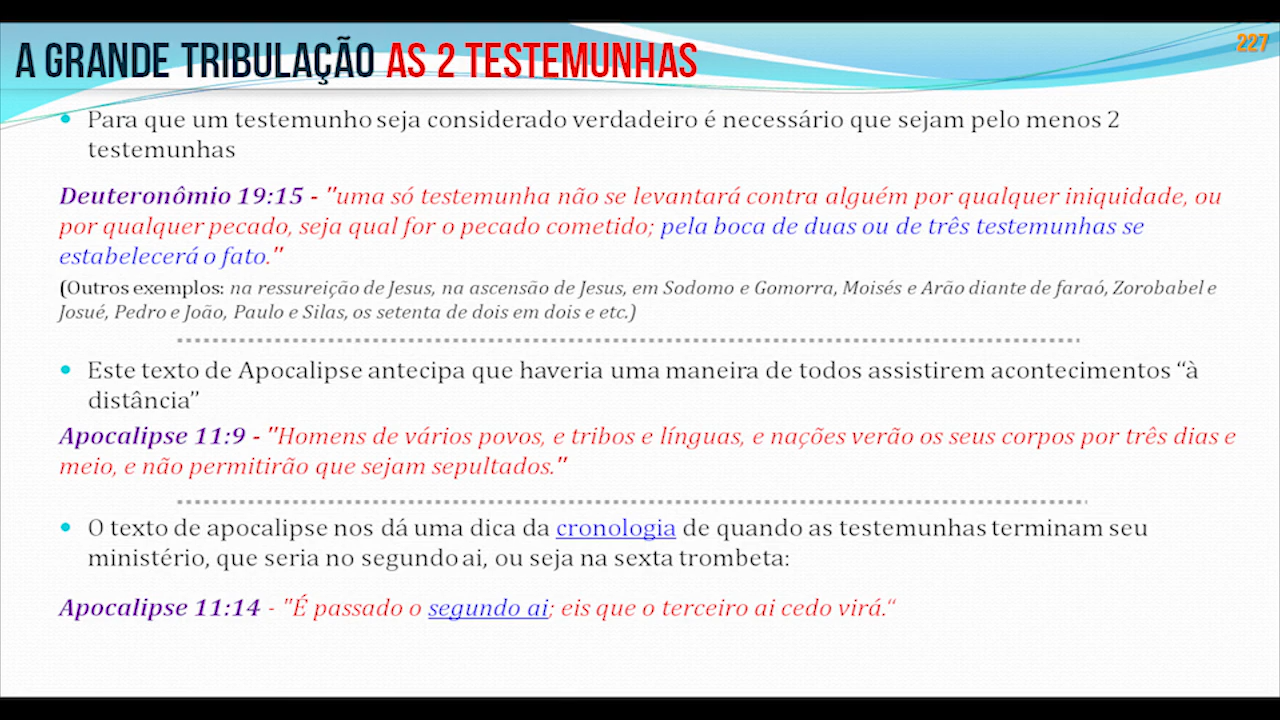 A GRANDE TRIBULAÇÃO AS 2 TESTEMUNHAS
227
• Para que um testemunho seja considerado verdadeiro é necessário que sejam pelo menos 2
testemunhas
Deuteronômio 19:15 - "uma só testemunha não se levantará contra alguém por qualquer iniquidade, ou
por qualquer pecado, seja qual for o pecado cometido; pela boca de duas ou de três testemunhas se
estabelecerá o fato."
(Outros exemplos: na ressureição de Jesus, na ascensão de Jesus, em Sodomo e Gomorra, Moisés e Arão diante de faraó, Zorobabel e
Josué, Pedro e João, Paulo e Silas, os setenta de dois em dois e etc.)
• Este texto de Apocalipse antecipa que haveria uma maneira de todos assistirem acontecimentos “à
distância”
Apocalipse 11:9 - "Homens de vários povos, e tribos e línguas, e nações verão os seus corpos por três dias e
meio, e não permitirão que sejam sepultados."
• O texto de apocalipse nos dá uma dica da cronologia de quando as testemunhas terminam seu
ministério, que seria no segundo ai, ou seja na sexta trombeta:
Apocalipse 11:14 - "É passado o segundo ai; eis que o terceiro ai cedo virá.“